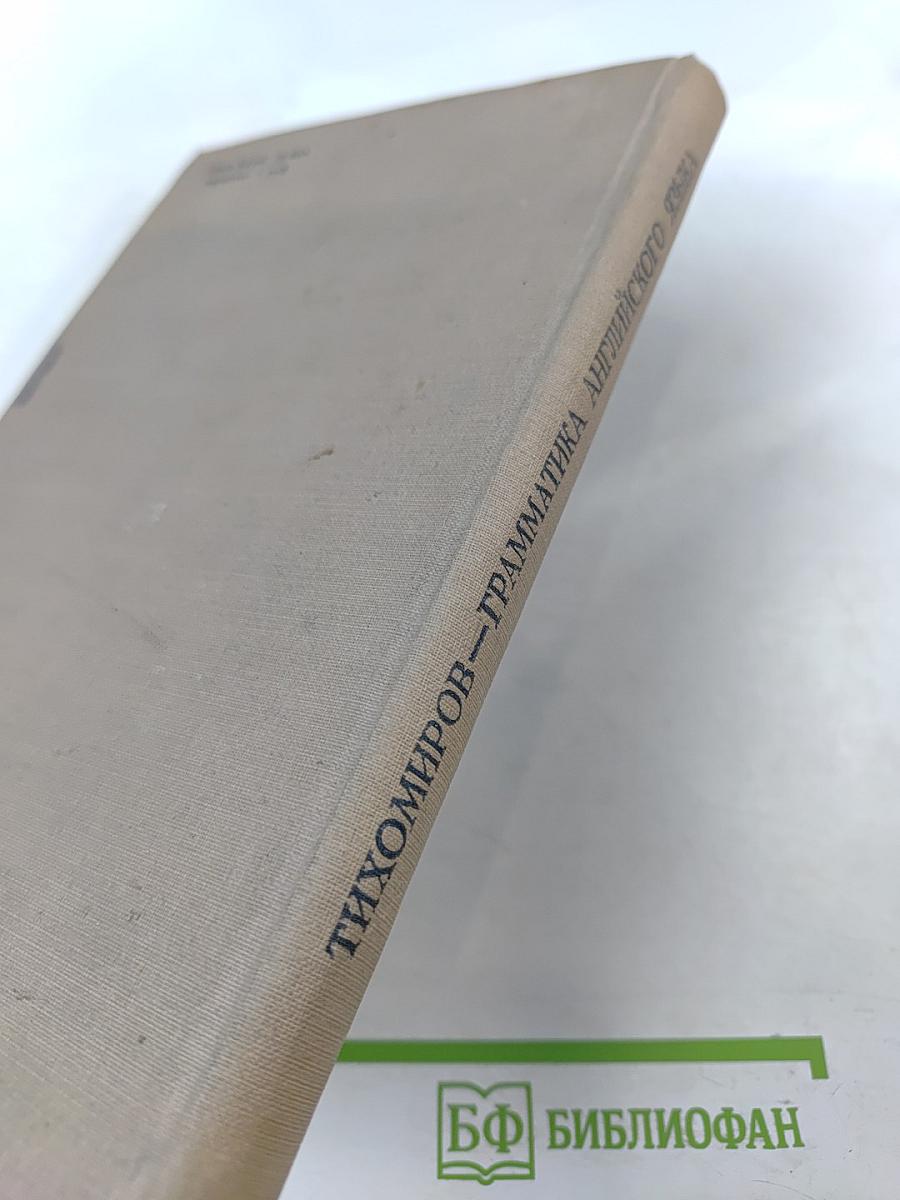 ТИХОМИРОВ—ГРАММАТИКА АНГЛИЙСКОГО ЯЗЫКА
БФ БИБЛИОФАН